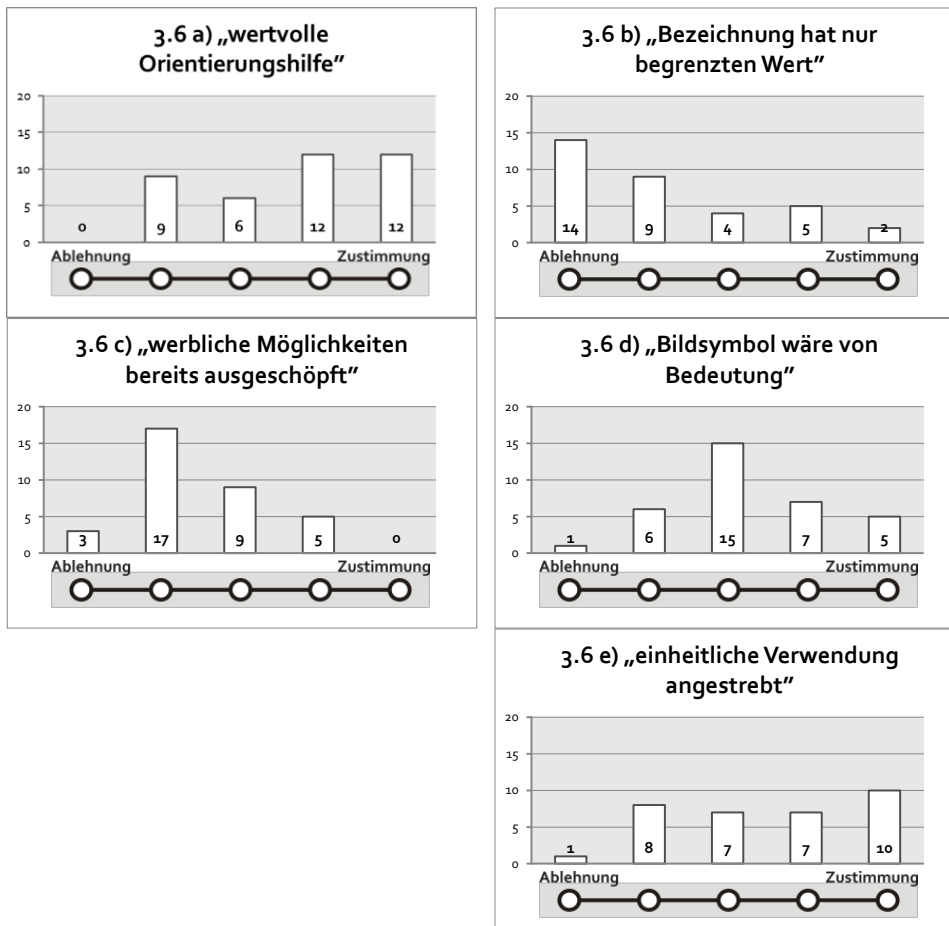 3.6 a) „wertvolle
Orientierungshilfe"
20
15
10
5
0
0
9
6
12
12
Ablehnung
Zustimmung
3.6 b) „Bezeichnung hat nur
begrenzten Wert"
20
15
10
5
0
14
9
4
5
2
Ablehnung
Zustimmung
3.6 c) „werbliche Möglichkeiten
bereits ausgeschöpft"
20
15
10
5
0
3
17
9
5
0
Ablehnung
Zustimmung
3.6 d) „Bildsymbol wäre von
Bedeutung"
20
15
10
5
0
1
6
15
7
5
Ablehnung
Zustimmung
3.6 e) „einheitliche Verwendung
angestrebt"
20
15
10
5
0
1
8
7
7
10
Ablehnung
Zustimmung